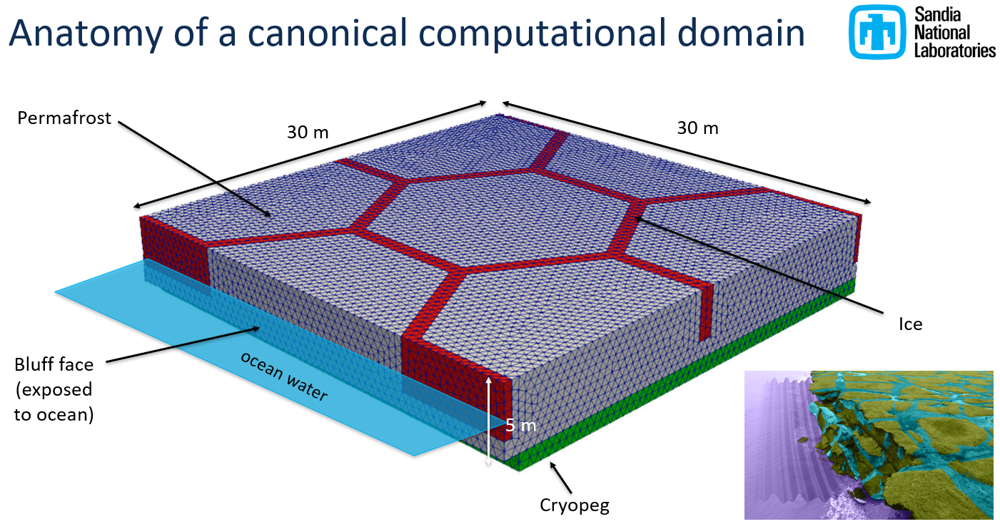 Anatomy of a canonical computational domain
Sandia
National
Laboratories
Permafrost
30 m
30 m
Ice
Bluff face
(exposed
to ocean)
ocean water
5 m
Cryopeg